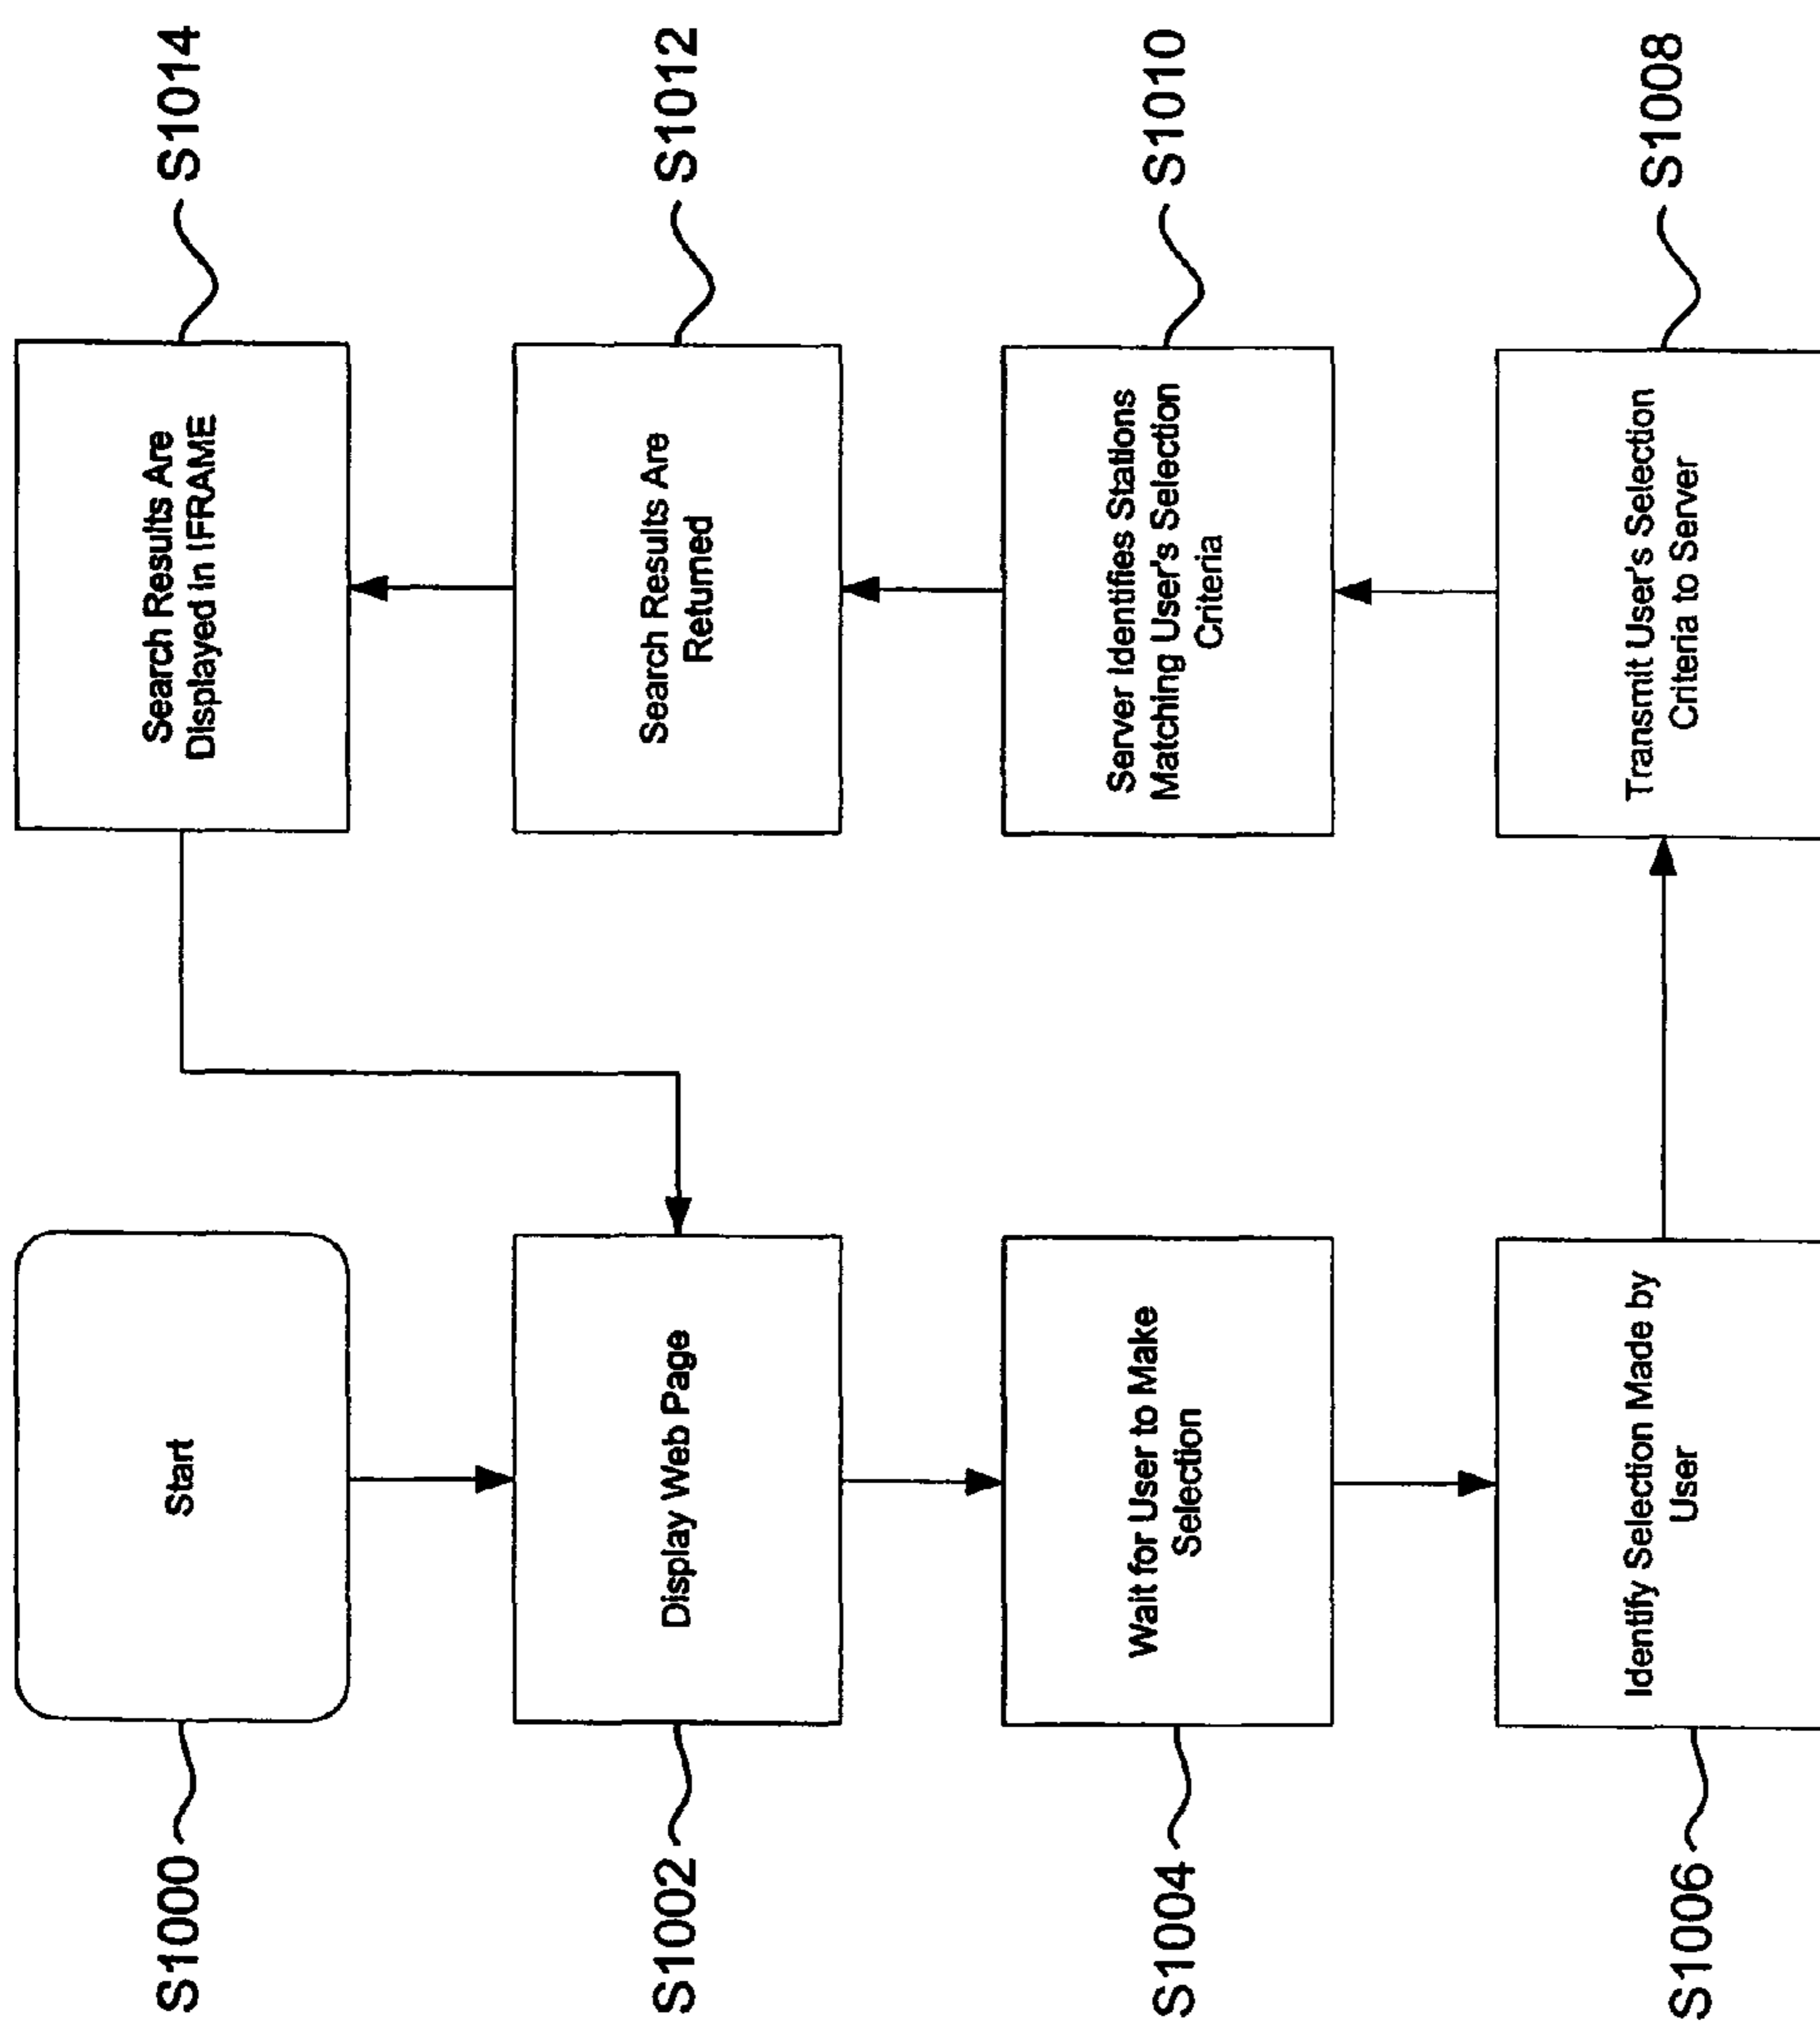 S1000
Start
S1002
Display Web Page
S1004
Wait for User to Make
Selection
S1006
Identify Selection Made by
User
S1008
Transmit User's Selection
Criteria to Server
S1010
Server Identifies Stations
Matching User's Selection
Criteria
S1012
Search Results Are
Returned
S1014
Search Results Are
Displayed in IFRAME